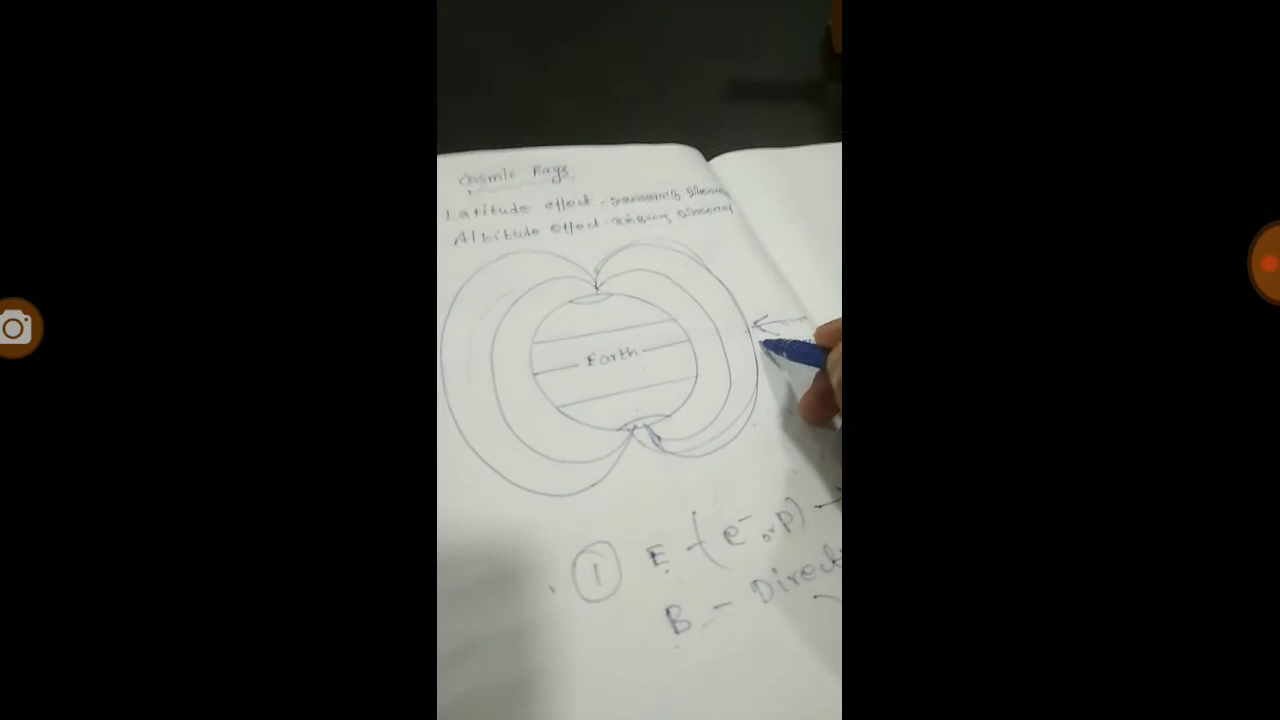 Cosmic Rays
Latitude effect -
Altitude effect -
Earth
① E - (e⁻ or p) →
B - Direct